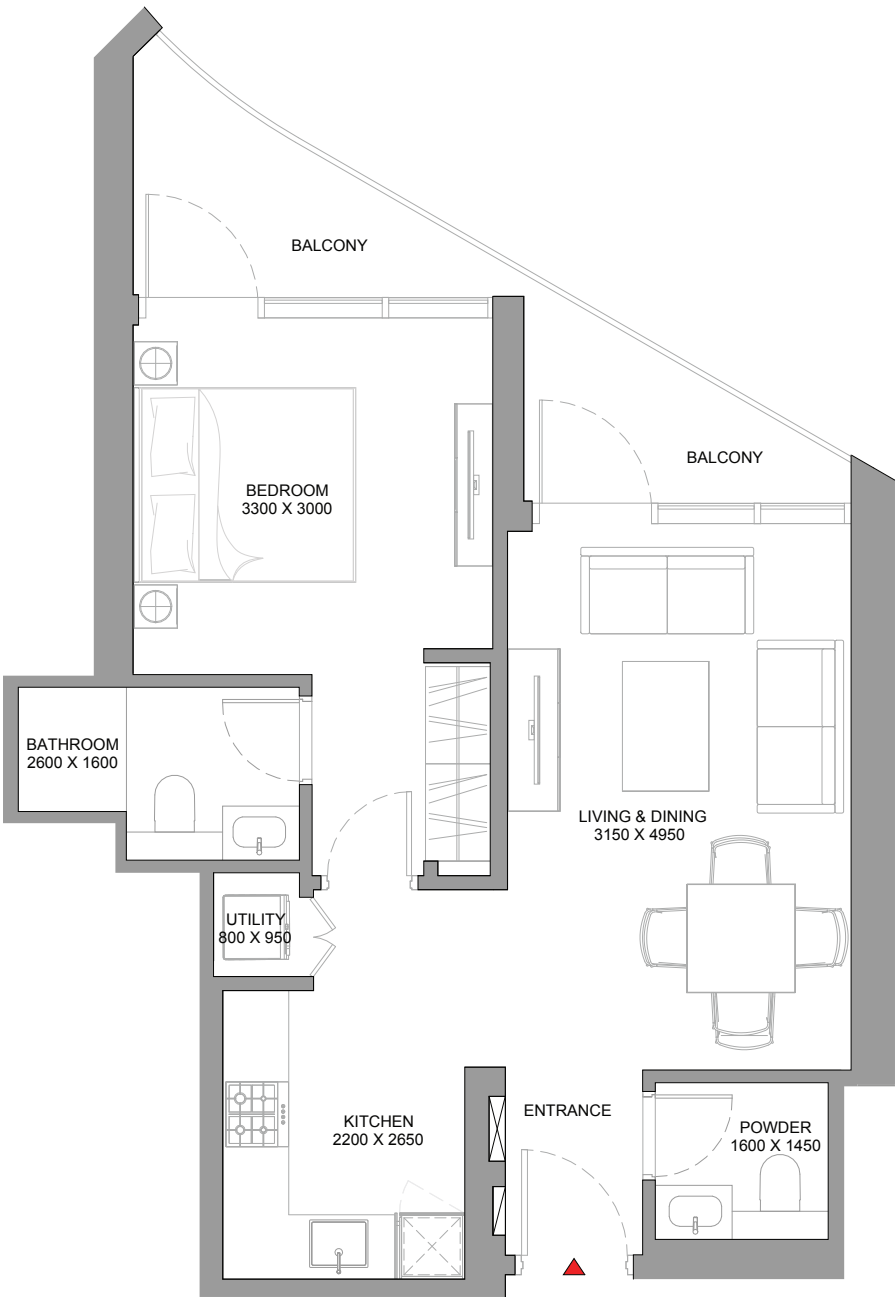 BALCONY
BALCONY
BEDROOM
3300 X 3000
BATHROOM
2600 X 1600
LIVING & DINING
3150 X 4950
UTILITY
800 X 950
KITCHEN
2200 X 2650
ENTRANCE
POWDER
1600 X 1450